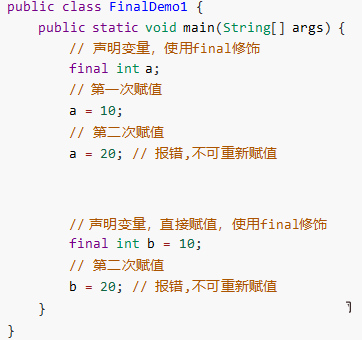 public class FinalDemo1 {
    public static void main(String[] args) {
        // 声明变量，使用final修饰
        final int a;
        // 第一次赋值
        a = 10;
        // 第二次赋值
        a = 20; // 报错,不可重新赋值
        // 声明变量，直接赋值，使用final修饰
        final int b = 10;
        // 第二次赋值
        b = 20; // 报错,不可重新赋值
    }
}